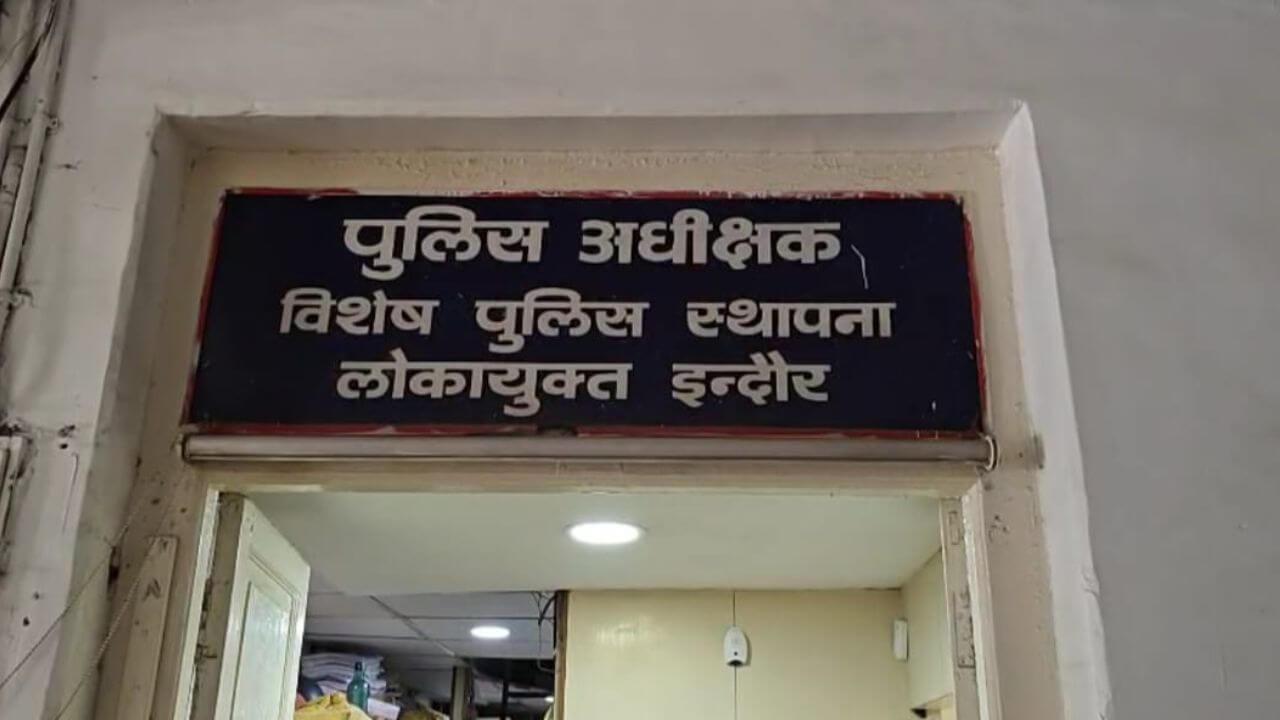 पुलिस अधीक्षक
विशेष पुलिस स्थापना
लोकायुक्त इन्दौर